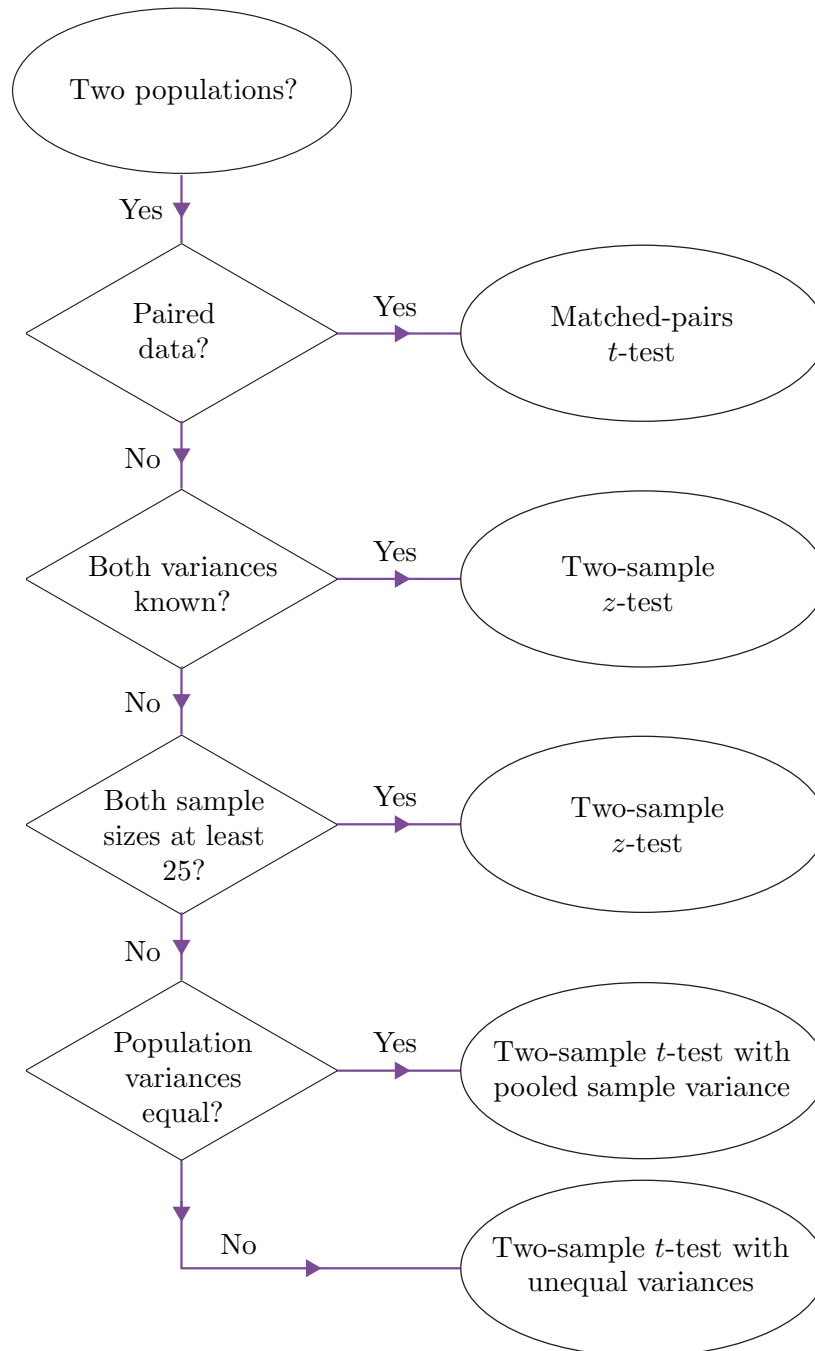 Two populations?
Yes
Paired
data?
Yes
Matched-pairs
t-test
No
Both variances
known?
Yes
Two-sample
z-test
No
Both sample
sizes at least
25?
Yes
Two-sample
z-test
No
Population
variances
equal?
Yes
Two-sample t-test with
pooled sample variance
No
Two-sample t-test with
unequal variances